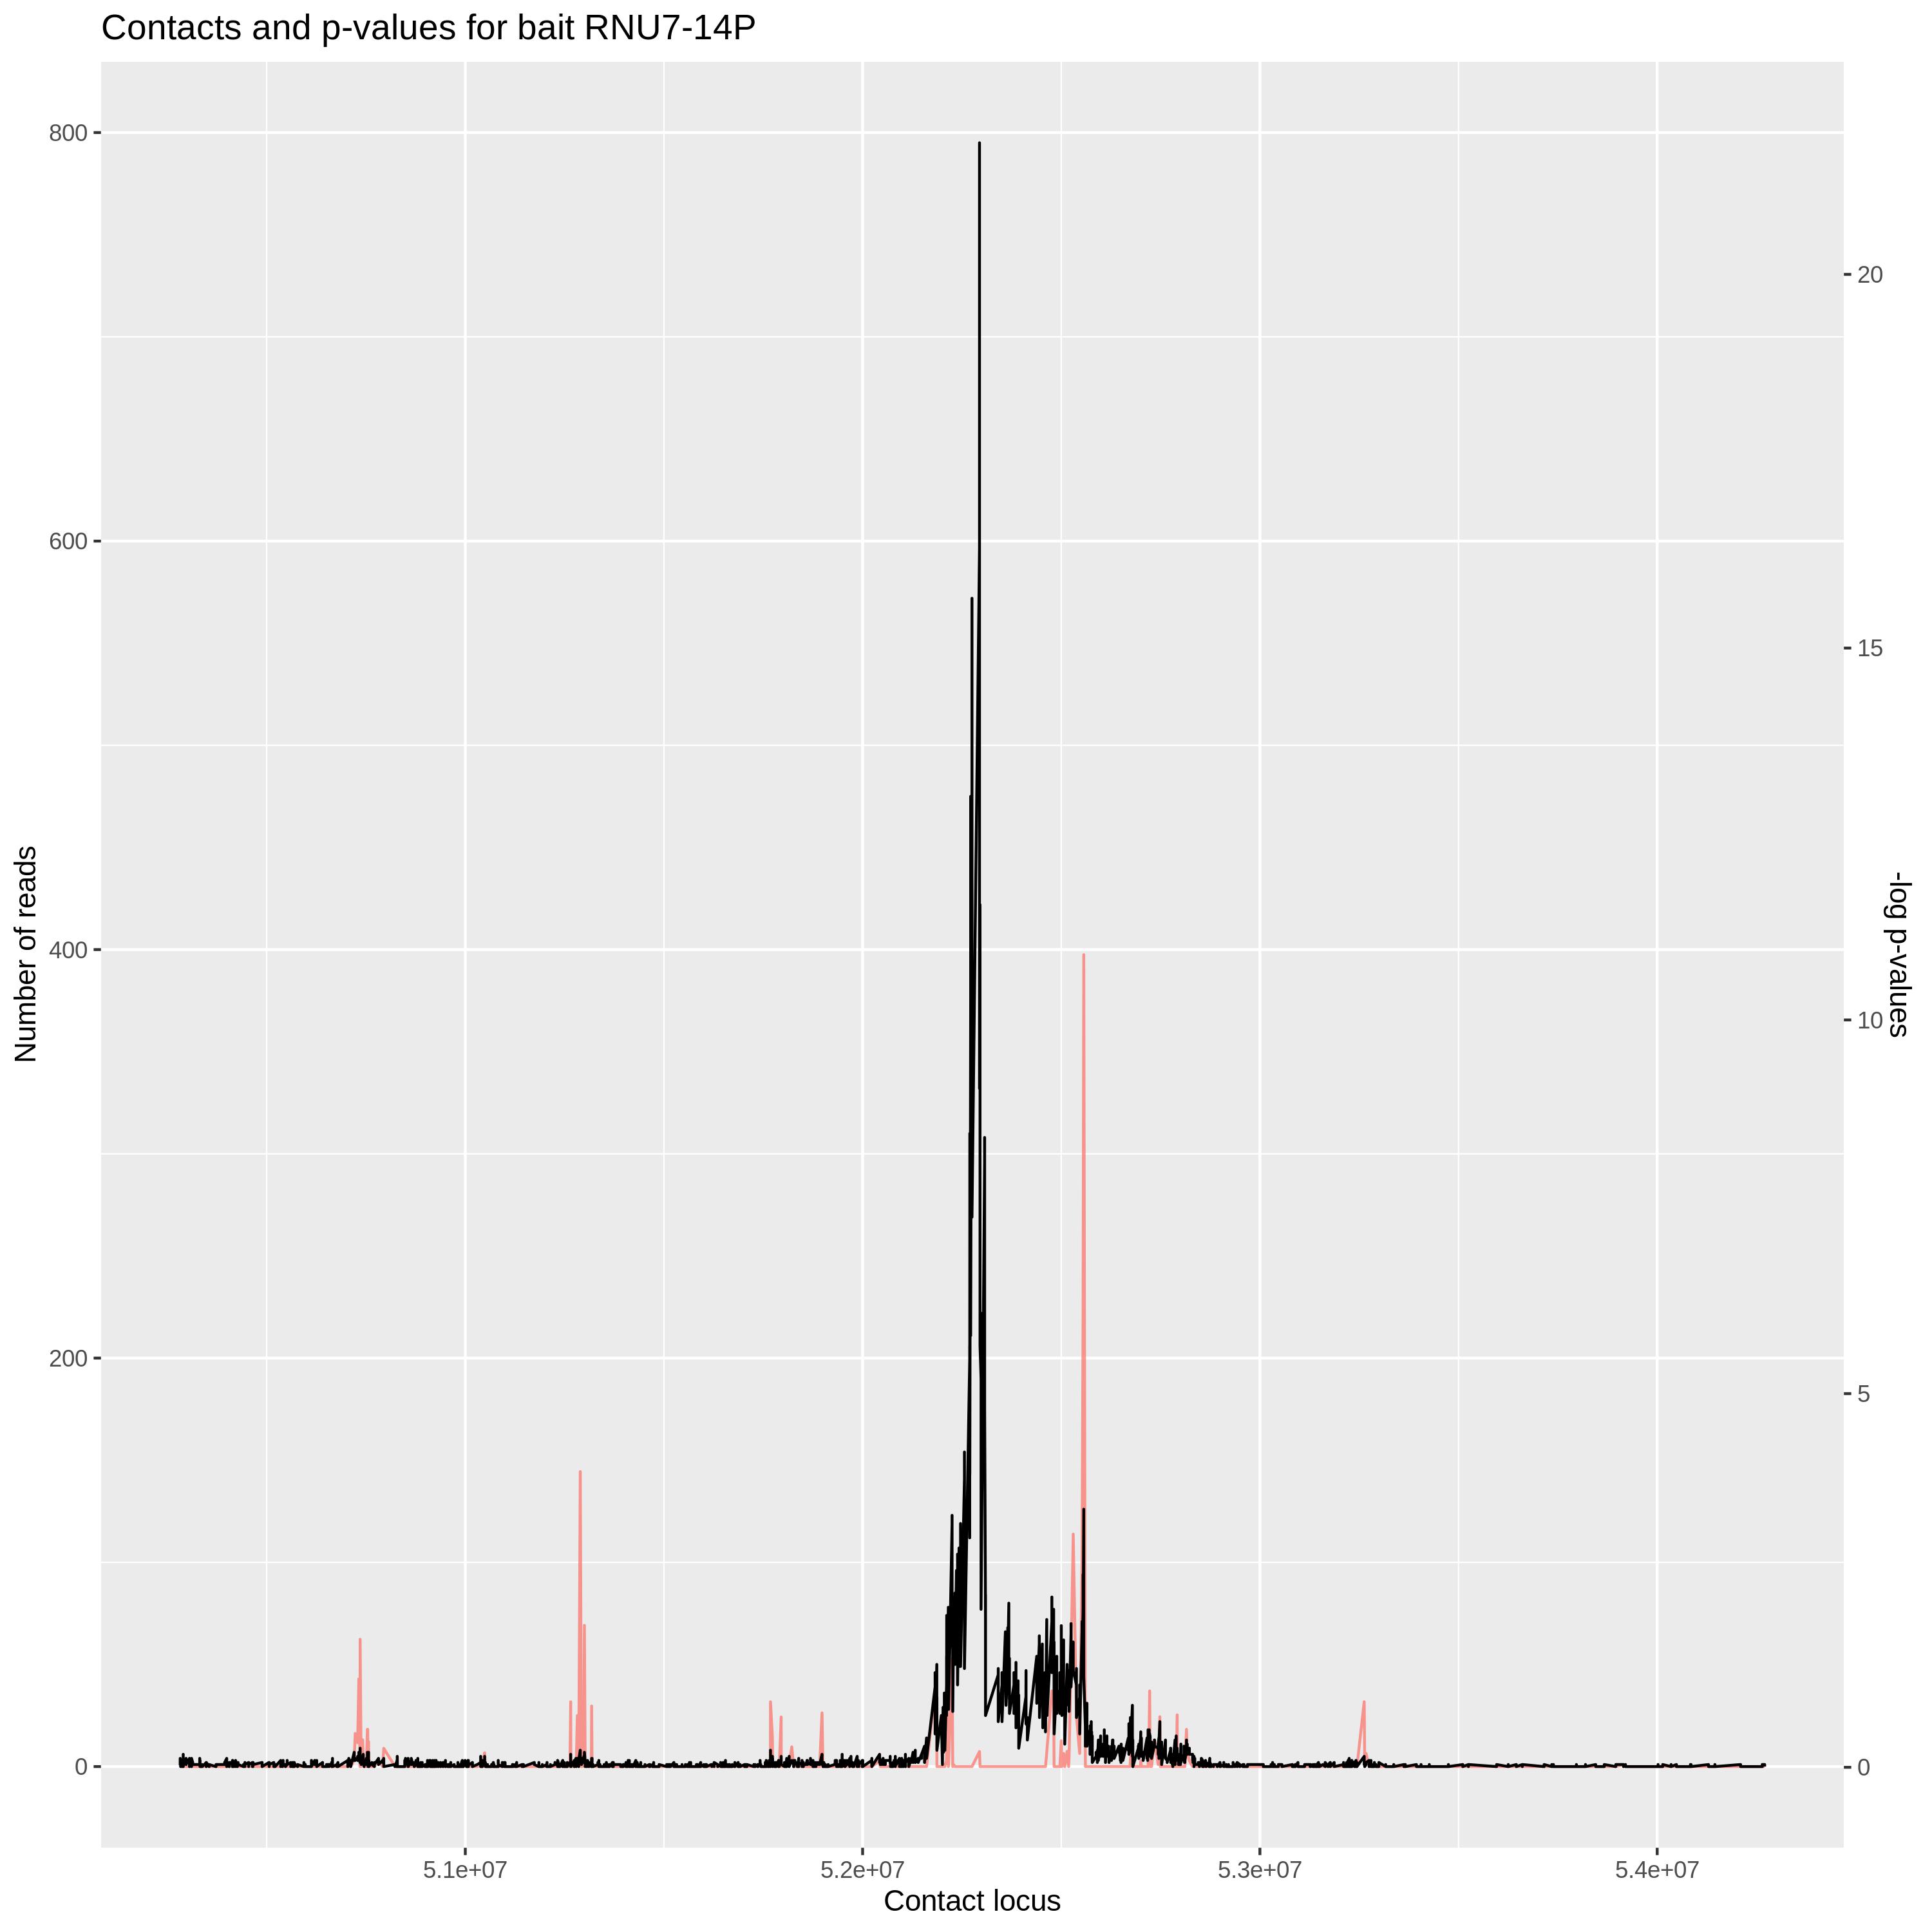 Contacts and p-values for bait RNU7-14P
800
600
400
200
0
Number of reads
20
15
10
5
0
-log p-values
5.1e+07
5.2e+07
5.3e+07
5.4e+07
Contact locus